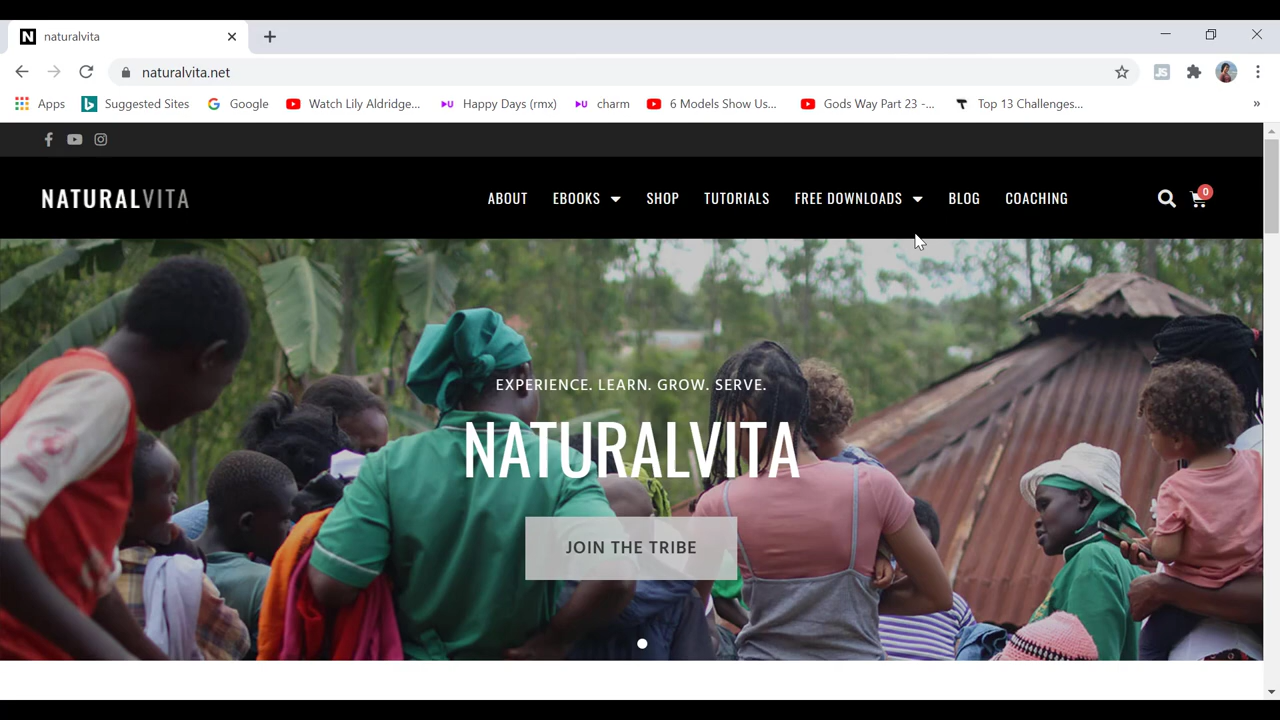 naturalvita
naturalvita.net
Apps Suggested Sites Google Watch Lily Aldridge... Happy Days (rmx) charm 6 Models Show Us... Gods Way Part 23 -... Top 13 Challenges... »
NATURALVITA ABOUT EBOOKS SHOP TUTORIALS FREE DOWNLOADS BLOG COACHING 0
EXPERIENCE. LEARN. GROW. SERVE.
NATURALVITA
JOIN THE TRIBE